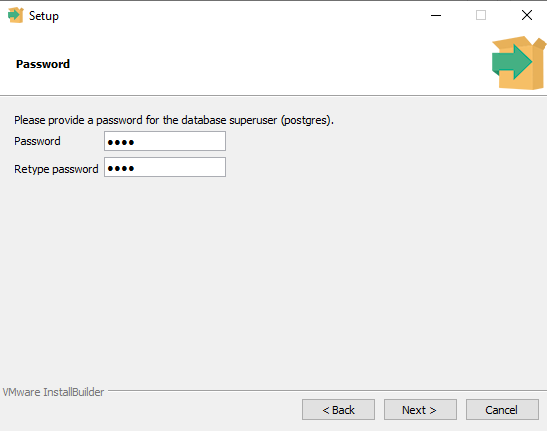 Setup
Password
Please provide a password for the database superuser (postgres).
Password ••••
Retype password ••••
VMware InstallBuilder
< Back Next > Cancel